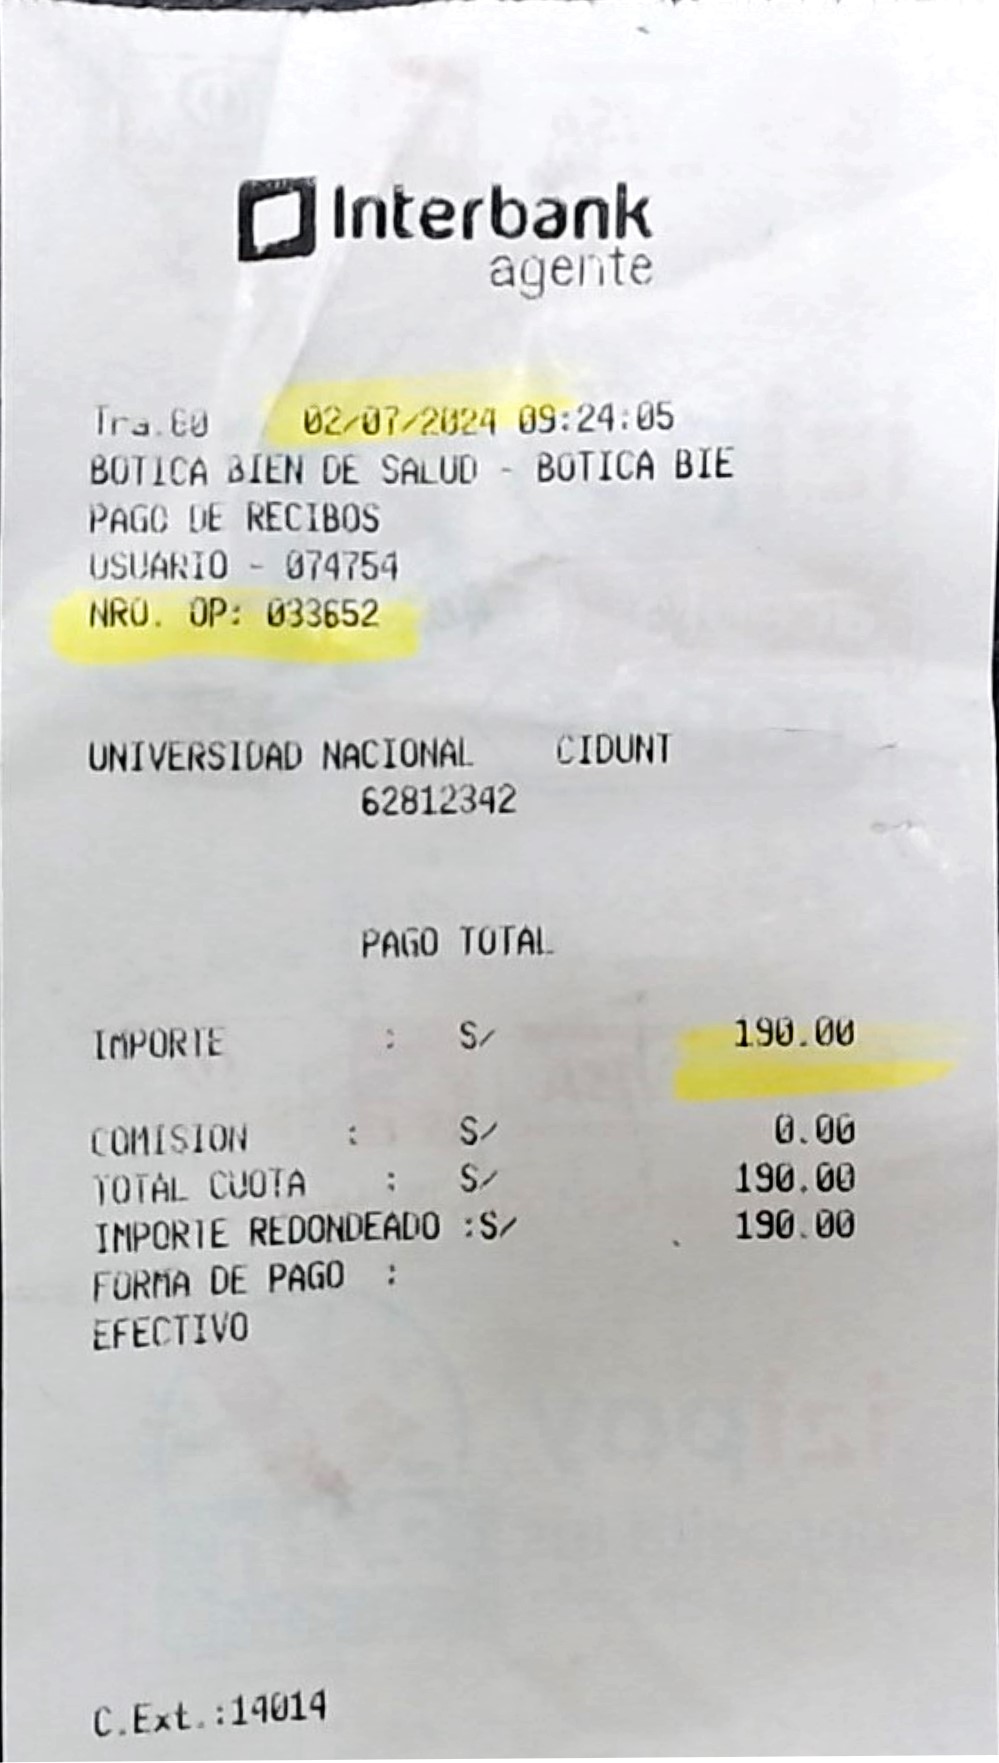 Interbank
agente
Tra.60 02/07/2024 09:24:05
BOTICA BIEN DE SALUD - BOTICA BIE
PAGO DE RECIBOS
USUARIO - 074754
NRO. OP: 033652
UNIVERSIDAD NACIONAL CIDUNT
62812342
PAGO TOTAL
IMPORTE : S/ 190.00
COMISION : S/ 0.00
TOTAL CUOTA : S/ 190.00
IMPORTE REDONDEADO :S/ 190.00
FORMA DE PAGO :
EFECTIVO
C.Ext.:14014